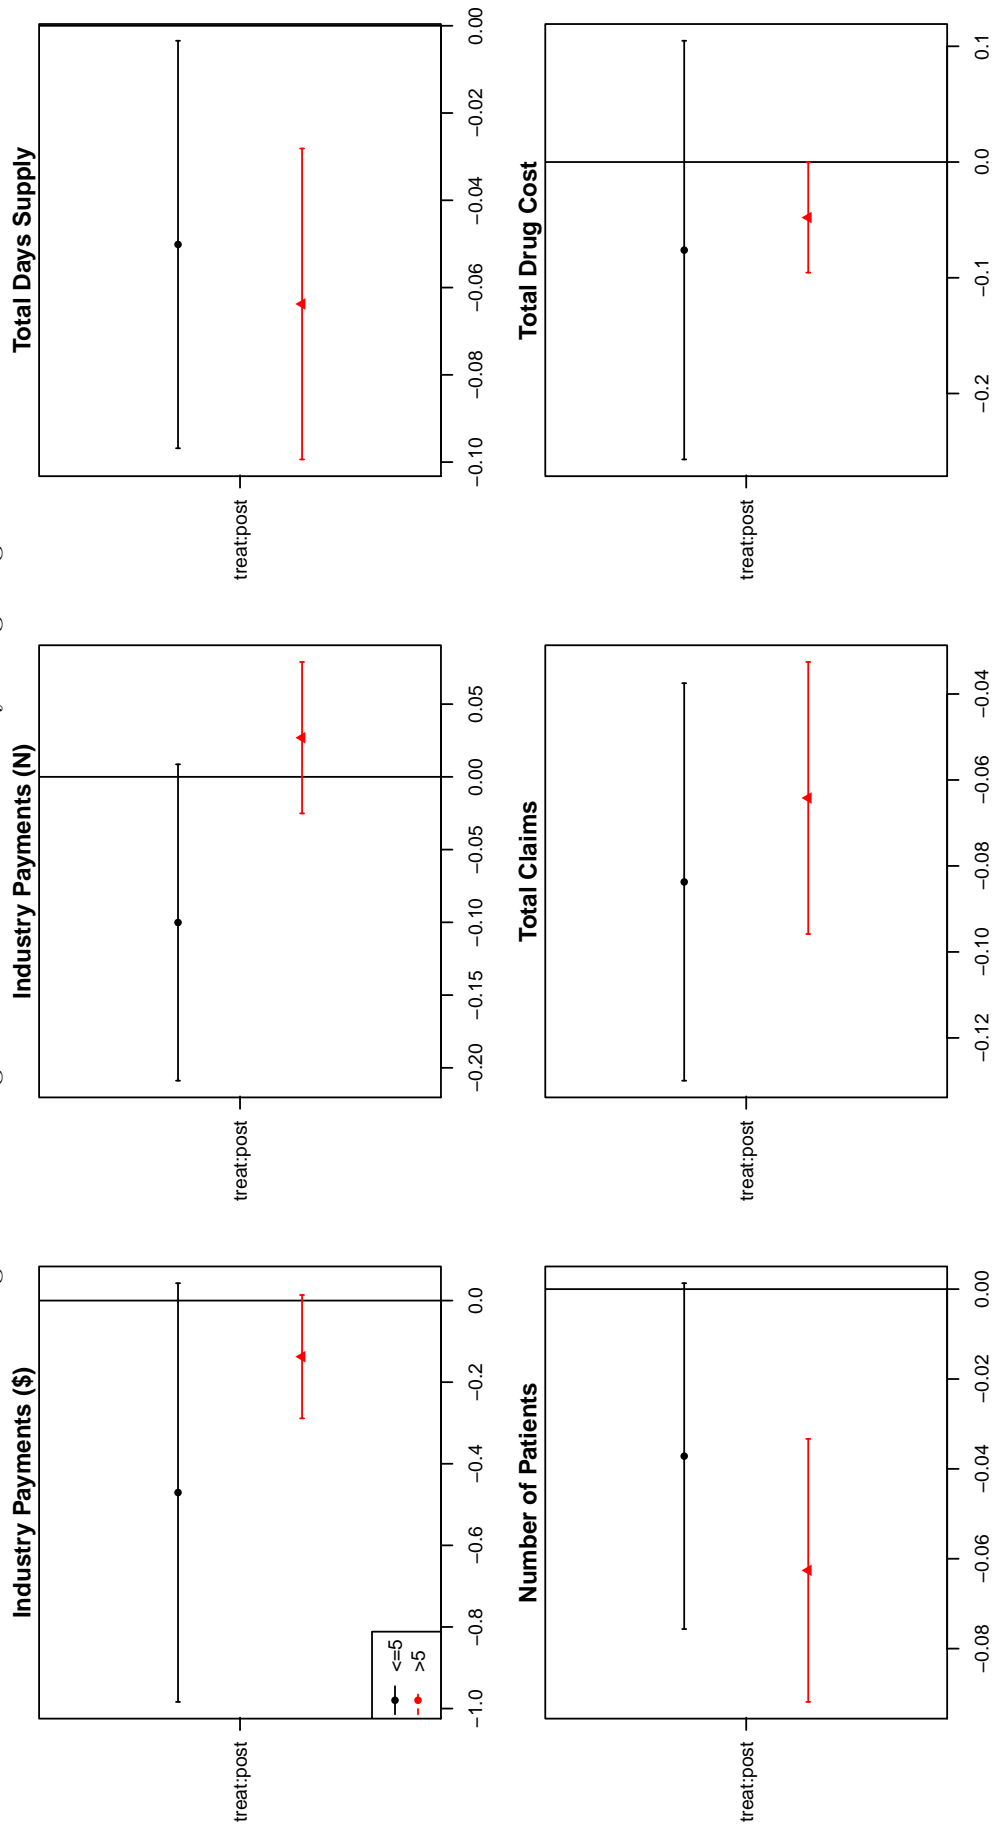 Industry Payments ($)
treat:post
−1.0 −0.8 −0.6 −0.4 −0.2 0.0
<=5
>5
Industry Payments (N)
treat:post
−0.20 −0.15 −0.10 −0.05 0.00 0.05
Total Days Supply
treat:post
−0.10 −0.08 −0.06 −0.04 −0.02 0.00
Number of Patients
treat:post
−0.08 −0.06 −0.04 −0.02 0.00
Total Claims
treat:post
−0.12 −0.10 −0.08 −0.06 −0.04
Total Drug Cost
treat:post
−0.2 −0.1 0.0 0.1